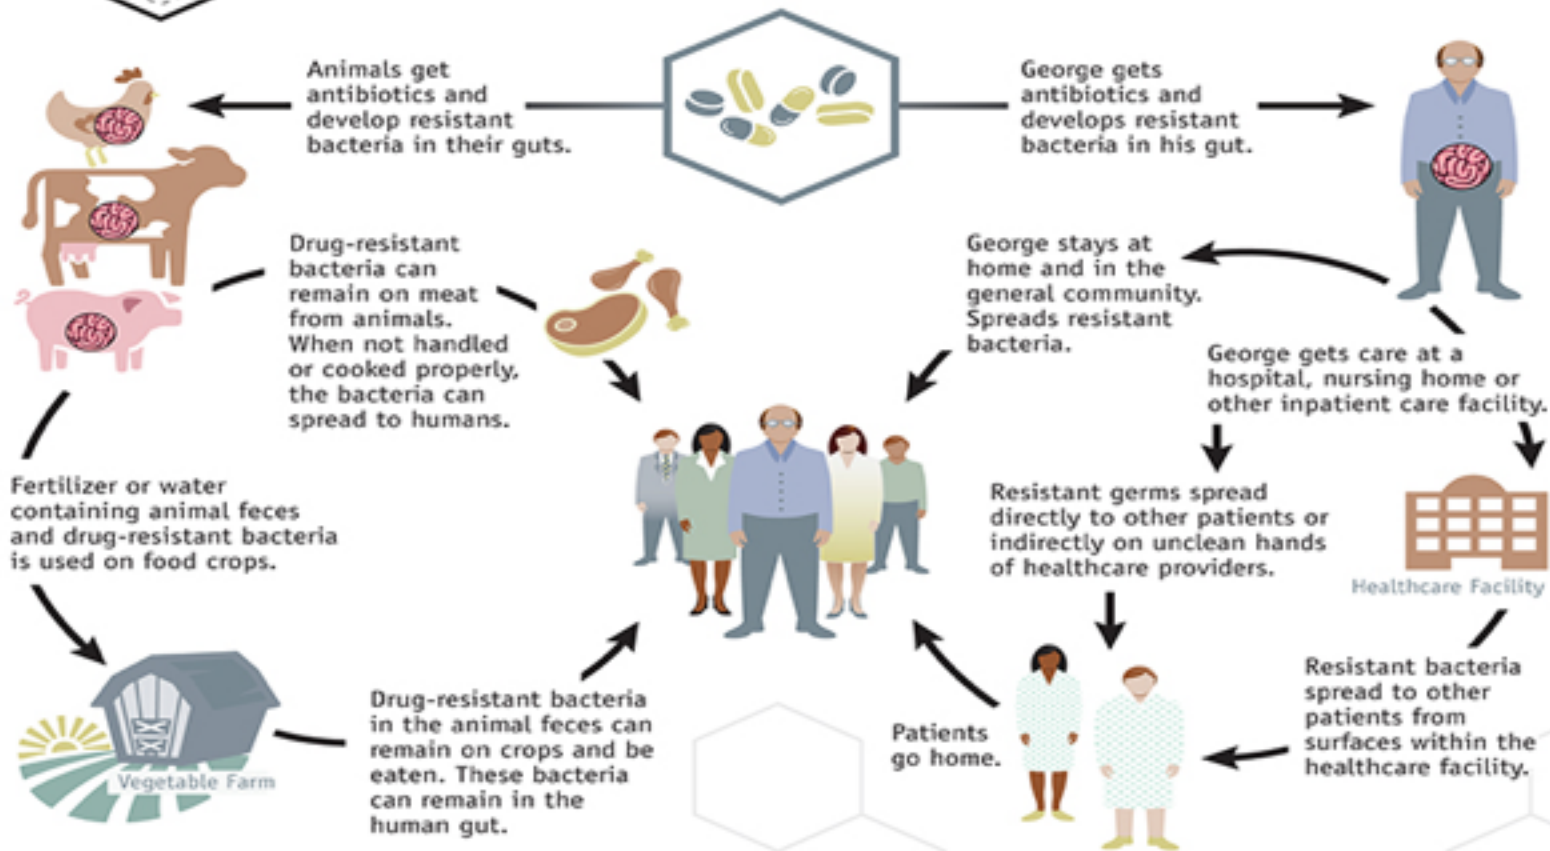 Animals get
antibiotics and
develop resistant
bacteria in their guts.
George gets
antibiotics and
develops resistant
bacteria in his gut.
Drug-resistant
bacteria can
remain on meat
from animals.
When not handled
or cooked properly,
the bacteria can
spread to humans.
George stays at
home and in the
general community.
Spreads resistant
bacteria.
George gets care at a
hospital, nursing home or
other inpatient care facility.
Fertilizer or water
containing animal feces
and drug-resistant bacteria
is used on food crops.
Resistant germs spread
directly to other patients or
indirectly on unclean hands
of healthcare providers.
Healthcare Facility
Vegetable Farm
Drug-resistant bacteria
in the animal feces can
remain on crops and be
eaten. These bacteria
can remain in the
human gut.
Patients
go home.
Resistant bacteria
spread to other
patients from
surfaces within the
healthcare facility.